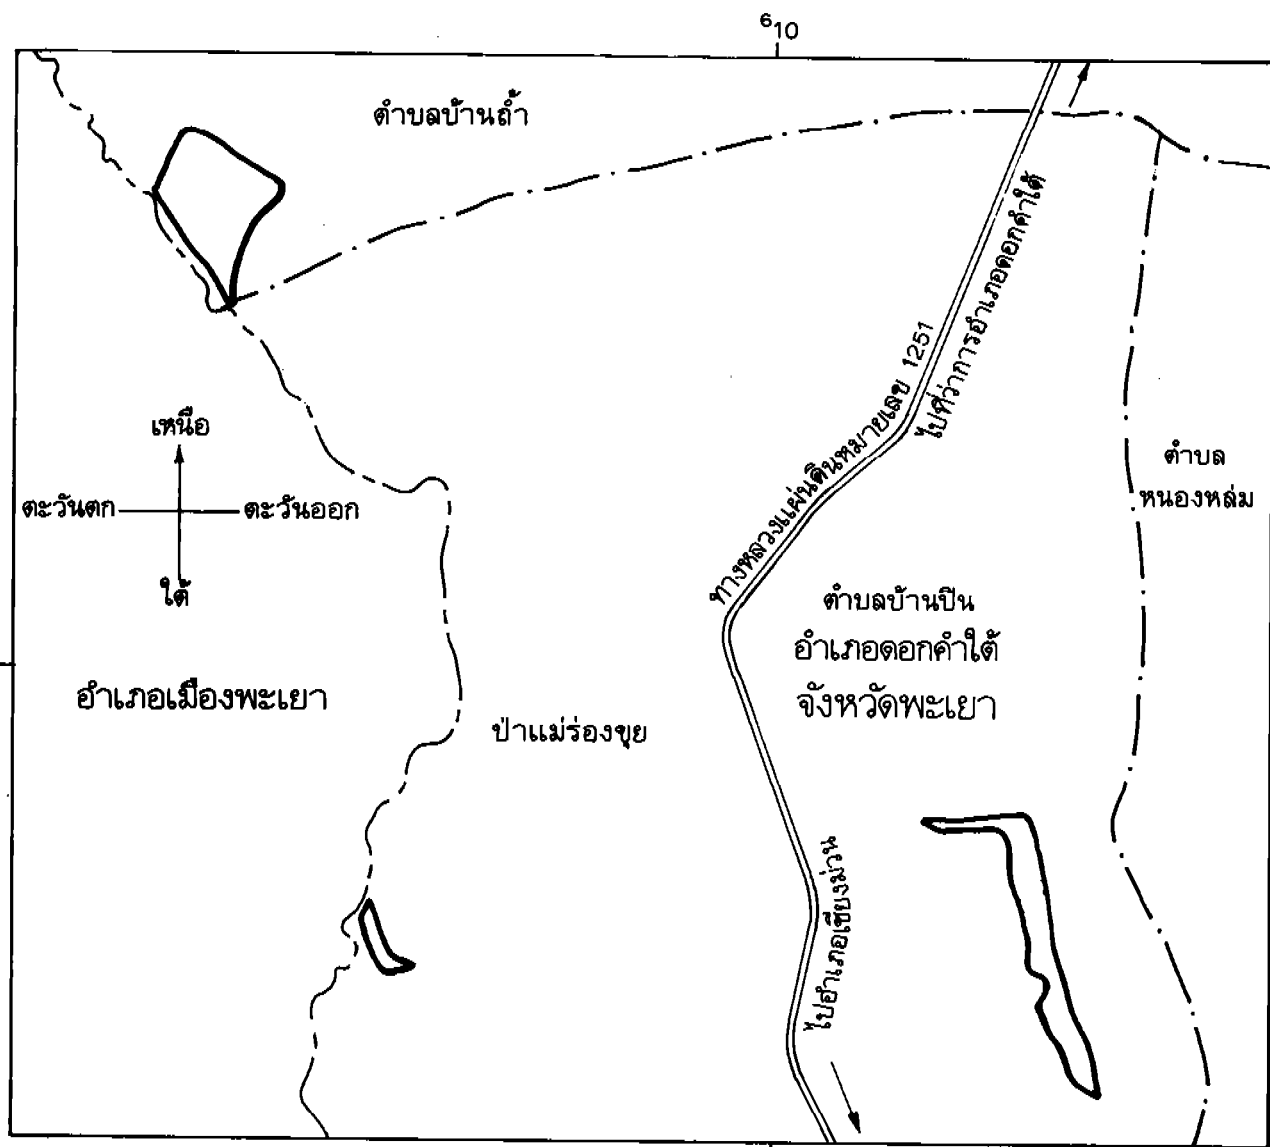 ⁶10
ตำบลบ้านถ้ำ
ไปที่ว่าการอำเภอดอกคำใต้
ทางหลวงแผ่นดินหมายเลข 1251
เหนือ
ตะวันตก
ตะวันออก
ใต้
ตำบล
หนองหล่ม
ตำบลบ้านปิน
อำเภอดอกคำใต้
จังหวัดพะเยา
อำเภอเมืองพะเยา
ป่าแม่ร่องขุย
ไปอำเภอเชียงม่วน